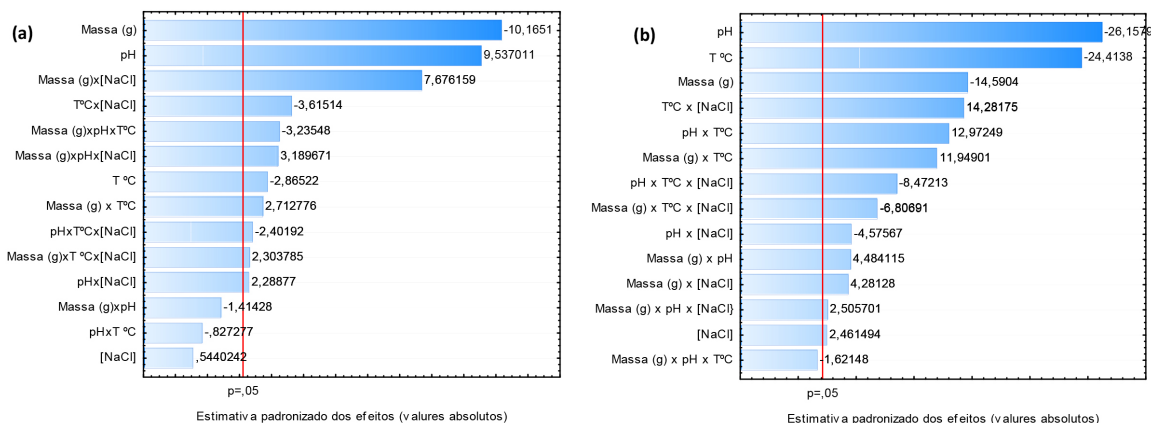 (a)
Massa (g)
-10,1651
pH
9,537011
Massa (g)x[NaCl]
7,676159
TºCx[NaCl]
-3,61514
Massa (g)xpHxTºC
-3,23548
Massa (g)xpHx[NaCl]
3,189671
T ºC
-2,86522
Massa (g) x TºC
2,712776
pHxTºCx[NaCl]
-2,40192
Massa (g)xT ºCx[NaCl]
2,303785
pHx[NaCl]
2,28877
Massa (g)xpH
-1,41428
pHxT ºC
-,827277
[NaCl]
,5440242
p=,05
Estimativa padronizado dos efeitos (valures absolutos)
(b)
pH
-26,1579
T ºC
-24,4138
Massa (g)
-14,5904
TºC x [NaCl]
14,28175
pH x TºC
12,97249
Massa (g) x TºC
11,94901
pH x TºC x [NaCl]
-8,47213
Massa (g) x TºC x [NaCl]
-6,80691
pH x [NaCl]
-4,57567
Massa (g) x pH
4,484115
Massa (g) x [NaCl]
4,28128
Massa (g) x pH x [NaCl}
2,505701
[NaCl]
2,461494
Massa (g) x pH x TºC
-1,62148
p=,05
Estimativa padronizado dos efeitos (valures absolutos)